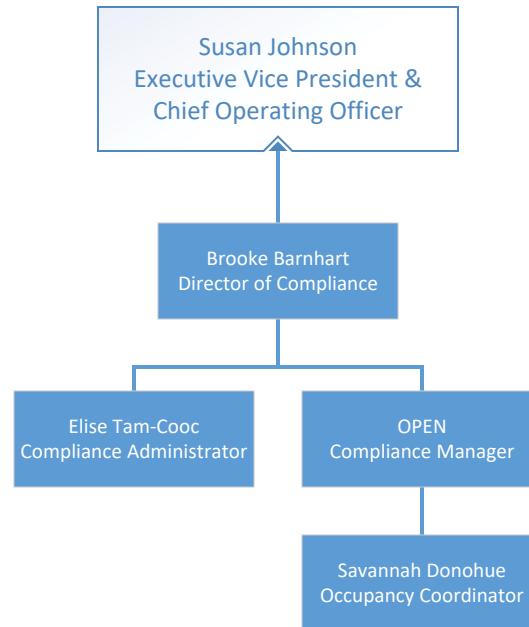 Susan Johnson
Executive Vice President &
Chief Operating Officer
Brooke Barnhart
Director of Compliance
Elise Tam-Cooc
Compliance Administrator
OPEN
Compliance Manager
Savannah Donohue
Occupancy Coordinator